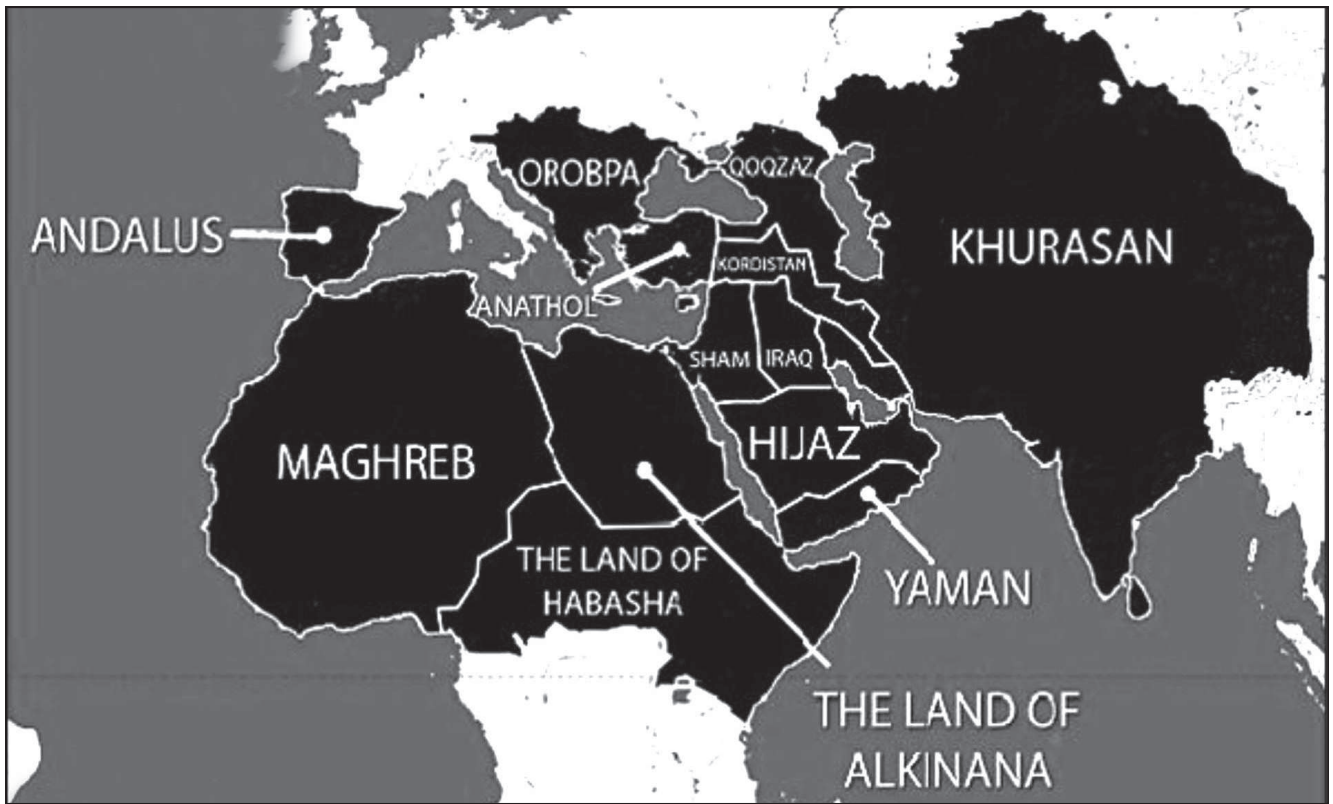 OROBPA
QOQZAZ
ANDALUS
KHURASAN
KORDISTAN
ANATHOL
SHAM
IRAQ
MAGHREB
HIJAZ
THE LAND OF
HABASHA
YAMAN
THE LAND OF
ALKINANA